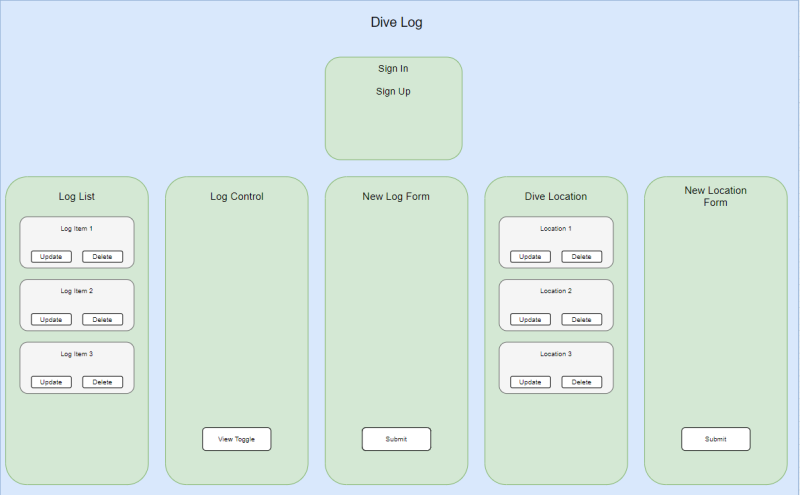 Dive Log
Sign In
Sign Up
Log List
Log Item 1
Update Delete
Log Item 2
Update Delete
Log Item 3
Update Delete
Log Control
View Toggle
New Log Form
Submit
Dive Location
Location 1
Update Delete
Location 2
Update Delete
Location 3
Update Delete
New Location
Form
Submit